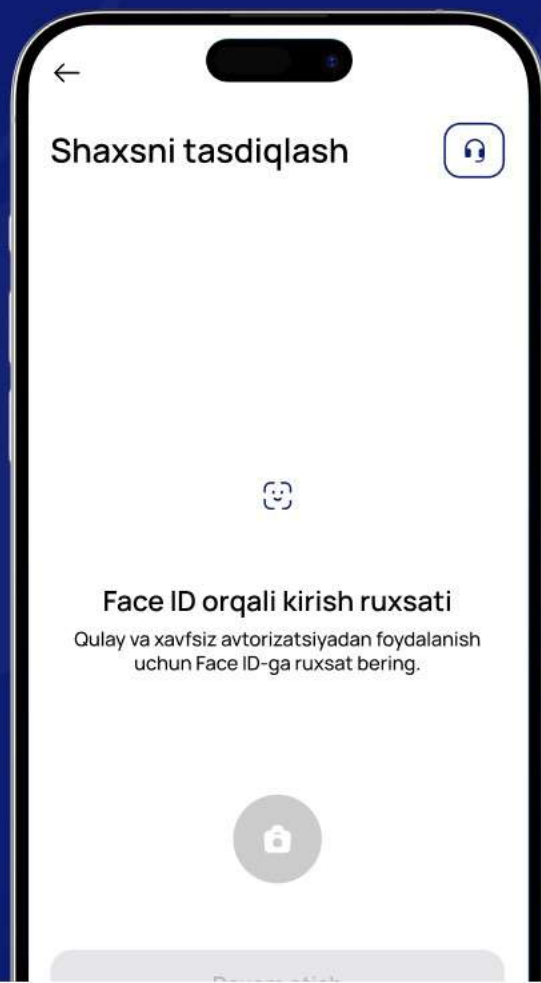 Shaxsni tasdiqlash
Face ID orqali kirish ruxsati
Qulay va xavfsiz avtorizatsiyadan foydalanish
uchun Face ID-ga ruxsat bering.